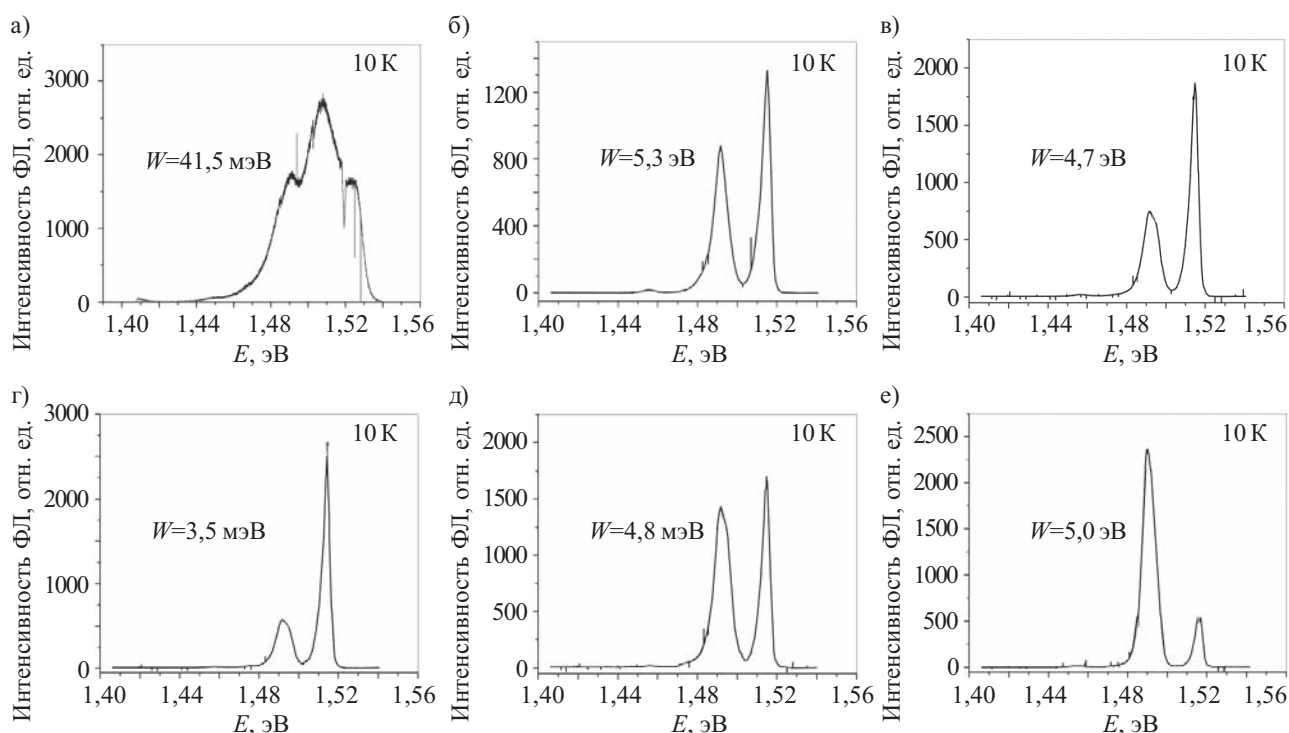 а)
Интенсивность ФЛ, отн. ед.
3000
2000
1000
0
10 К
W=41,5 мэВ
1,40 1,44 1,48 1,52 1,56
E, эВ
б)
Интенсивность ФЛ, отн. ед.
1200
800
400
0
10 К
W=5,3 эВ
1,40 1,44 1,48 1,52 1,56
E, эВ
в)
Интенсивность ФЛ, отн. ед.
2000
1500
1000
500
0
10 К
W=4,7 эВ
1,40 1,44 1,48 1,52 1,56
E, эВ
г)
Интенсивность ФЛ, отн. ед.
3000
2000
1000
0
10 К
W=3,5 мэВ
1,40 1,44 1,48 1,52 1,56
E, эВ
д)
Интенсивность ФЛ, отн. ед.
2000
1500
1000
500
0
10 К
W=4,8 мэВ
1,40 1,44 1,48 1,52 1,56
E, эВ
е)
Интенсивность ФЛ, отн. ед.
2500
2000
1500
1000
500
0
10 К
W=5,0 эВ
1,40 1,44 1,48 1,52 1,56
E, эВ